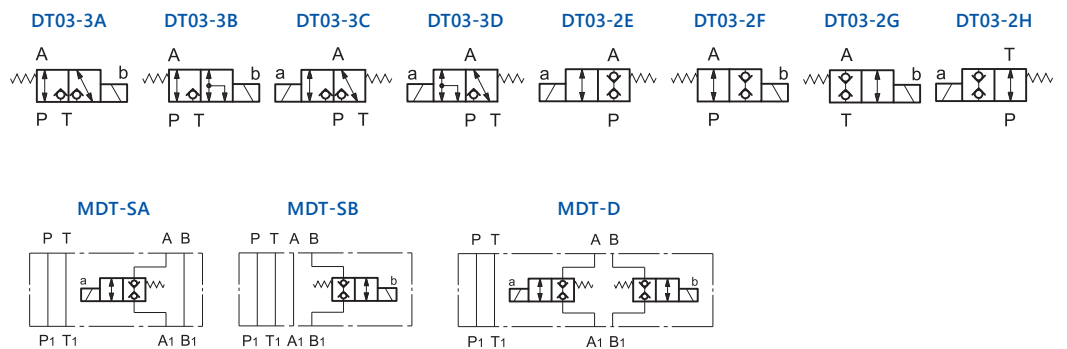 DT03-3A DT03-3B DT03-3C DT03-3D DT03-2E DT03-2F DT03-2G DT03-2H
A A A A A A A T
b b a a a b b a
P T P T P T P T P P T P
MDT-SA MDT-SB MDT-D
P T A B P T A B P T A B
a b a b
P1 T1 A1 B1 P1 T1 A1 B1 P1 T1 A1 B1